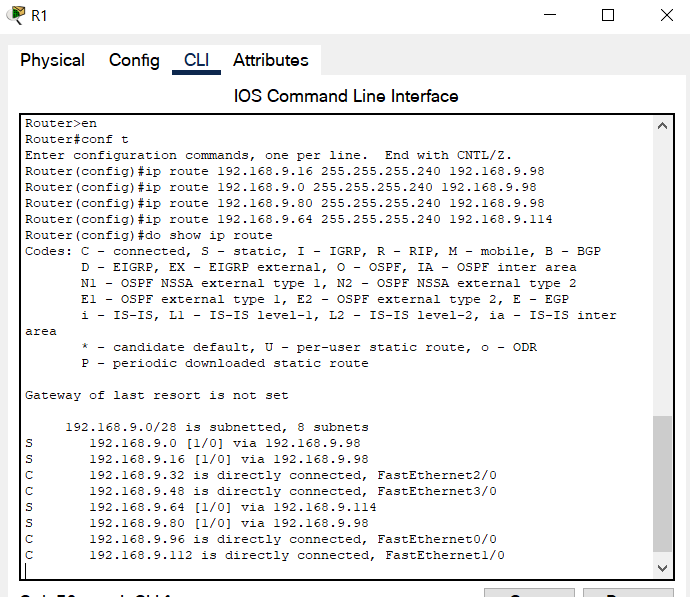 R1
Physical Config CLI Attributes
IOS Command Line Interface
Router>en
Router#conf t
Enter configuration commands, one per line.  End with CNTL/Z.
Router(config)#ip route 192.168.9.16 255.255.255.240 192.168.9.98
Router(config)#ip route 192.168.9.0 255.255.255.240 192.168.9.98
Router(config)#ip route 192.168.9.80 255.255.255.240 192.168.9.98
Router(config)#ip route 192.168.9.64 255.255.255.240 192.168.9.114
Router(config)#do show ip route
Codes: C - connected, S - static, I - IGRP, R - RIP, M - mobile, B - BGP
       D - EIGRP, EX - EIGRP external, O - OSPF, IA - OSPF inter area
       N1 - OSPF NSSA external type 1, N2 - OSPF NSSA external type 2
       E1 - OSPF external type 1, E2 - OSPF external type 2, E - EGP
       i - IS-IS, L1 - IS-IS level-1, L2 - IS-IS level-2, ia - IS-IS inter
area
       * - candidate default, U - per-user static route, o - ODR
       P - periodic downloaded static route
Gateway of last resort is not set
     192.168.9.0/28 is subnetted, 8 subnets
S       192.168.9.0 [1/0] via 192.168.9.98
S       192.168.9.16 [1/0] via 192.168.9.98
C       192.168.9.32 is directly connected, FastEthernet2/0
C       192.168.9.48 is directly connected, FastEthernet3/0
S       192.168.9.64 [1/0] via 192.168.9.114
S       192.168.9.80 [1/0] via 192.168.9.98
C       192.168.9.96 is directly connected, FastEthernet0/0
C       192.168.9.112 is directly connected, FastEthernet1/0